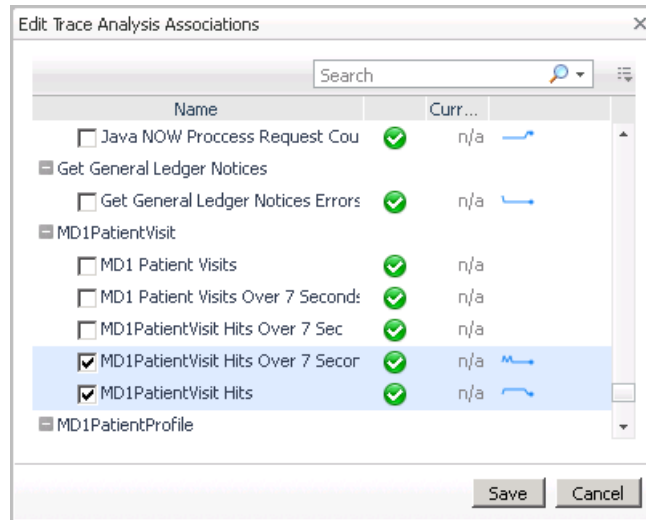 Edit Trace Analysis Associations
Search
Name Curr...
Java NOW Proccess Request Cou n/a
Get General Ledger Notices
Get General Ledger Notices Errors n/a
MD1PatientVisit
MD1 Patient Visits n/a
MD1 Patient Visits Over 7 Seconds n/a
MD1PatientVisit Hits Over 7 Sec n/a
MD1PatientVisit Hits Over 7 Secor n/a
MD1PatientVisit Hits n/a
MD1PatientProfile
Save Cancel